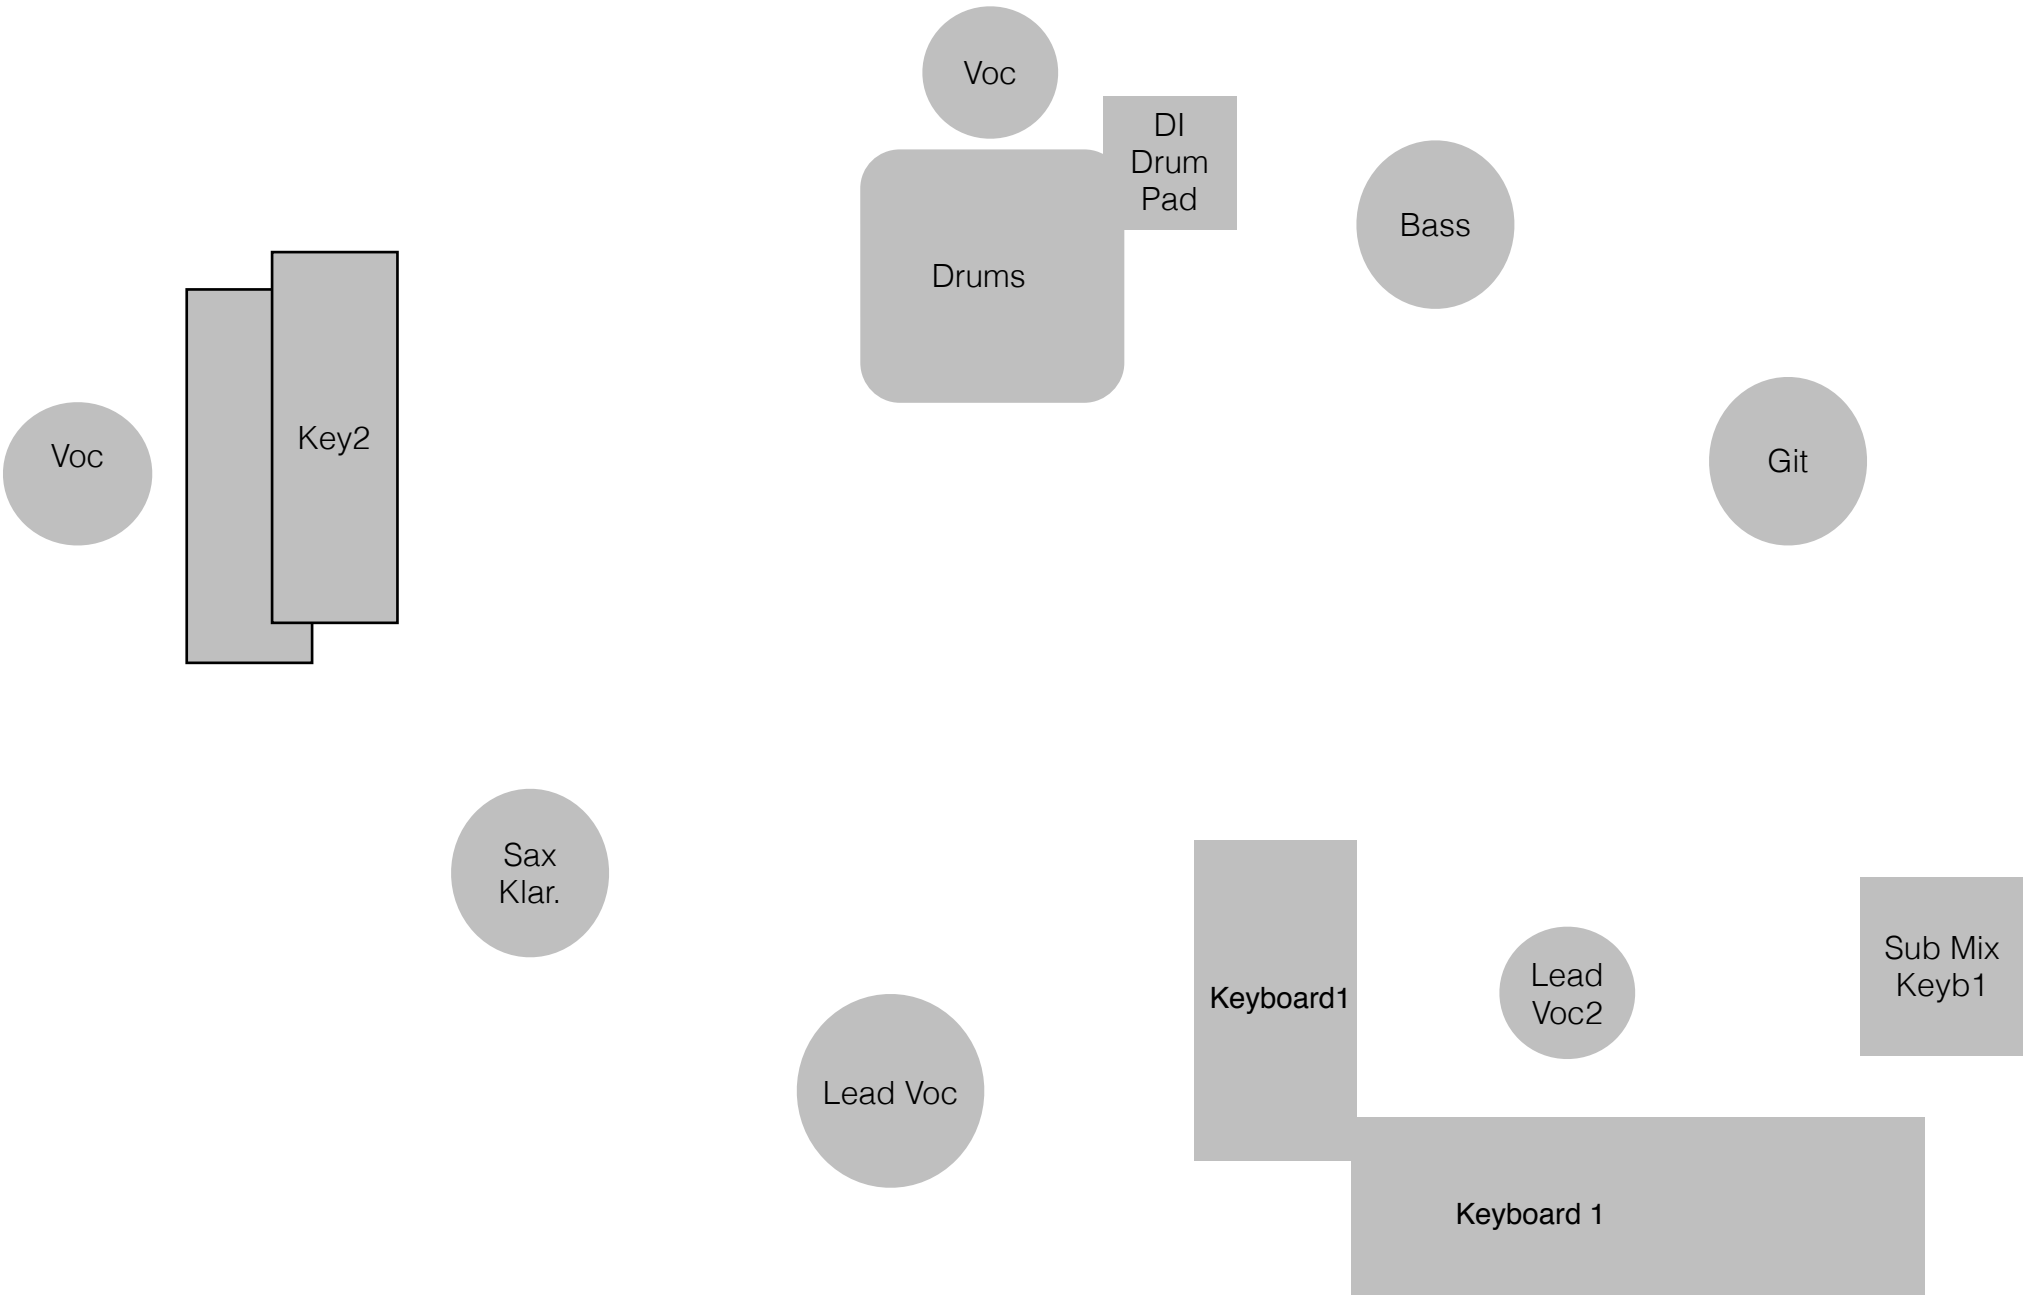 Voc
DI
Drum
Pad
Bass
Drums
Key2
Voc
Git
Sax
Klar.
Lead Voc
Keyboard1
Lead
Voc2
Sub Mix
Keyb1
Keyboard 1